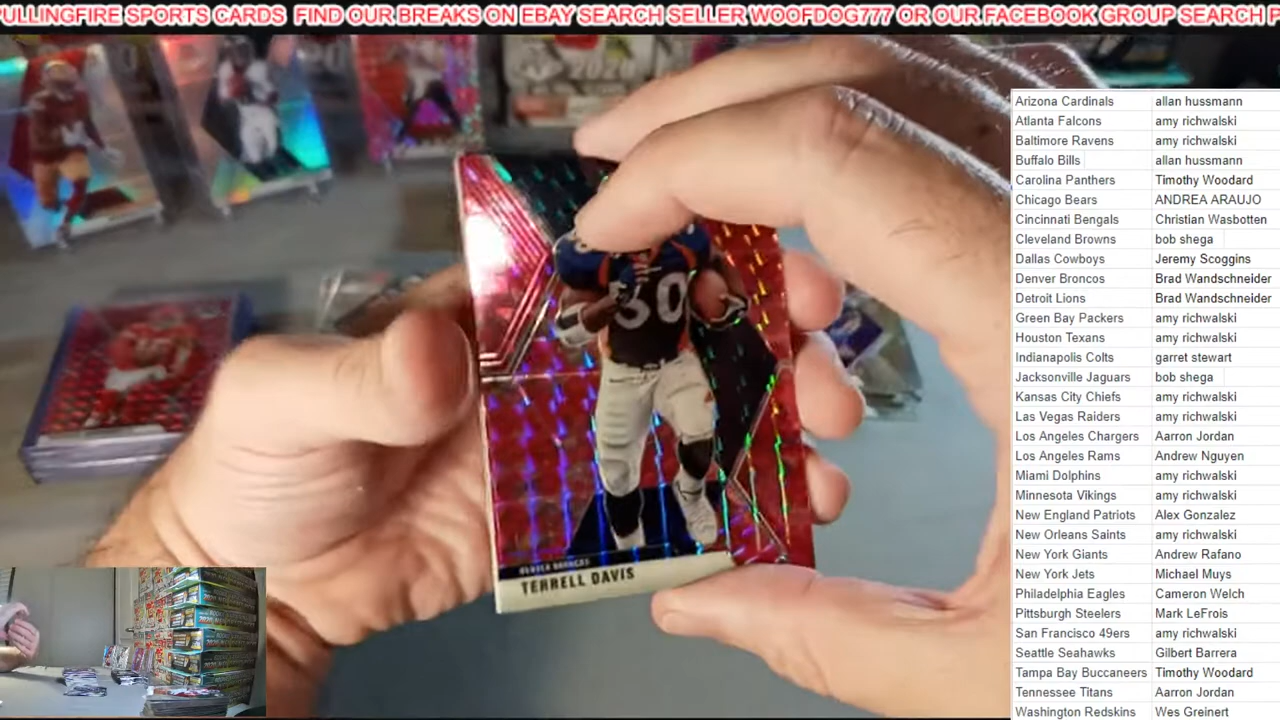 ULLINGFIRE SPORTS CARDS FIND OUR BREAKS ON EBAY SEARCH SELLER WOOFDOG777 OR OUR FACEBOOK GROUP SEARCH
2020
Arizona Cardinals allan hussmann
Atlanta Falcons amy richwalski
Baltimore Ravens amy richwalski
Buffalo Bills allan hussmann
Carolina Panthers Timothy Woodard
Chicago Bears ANDREA ARAUJO
Cincinnati Bengals Christian Wasbotten
Cleveland Browns bob shega
Dallas Cowboys Jeremy Scoggins
Denver Broncos Brad Wandschneider
Detroit Lions Brad Wandschneider
Green Bay Packers amy richwalski
Houston Texans amy richwalski
Indianapolis Colts garret stewart
Jacksonville Jaguars bob shega
Kansas City Chiefs amy richwalski
Las Vegas Raiders amy richwalski
Los Angeles Chargers Aarron Jordan
Los Angeles Rams Andrew Nguyen
Miami Dolphins amy richwalski
Minnesota Vikings amy richwalski
New England Patriots Alex Gonzalez
New Orleans Saints amy richwalski
New York Giants Andrew Rafano
New York Jets Michael Muys
Philadelphia Eagles Cameron Welch
Pittsburgh Steelers Mark LeFrois
San Francisco 49ers amy richwalski
Seattle Seahawks Gilbert Barrera
Tampa Bay Buccaneers Timothy Woodard
Tennessee Titans Aarron Jordan
Washington Redskins Wes Greinert
30
DENVER BRONCOS
TERRELL DAVIS